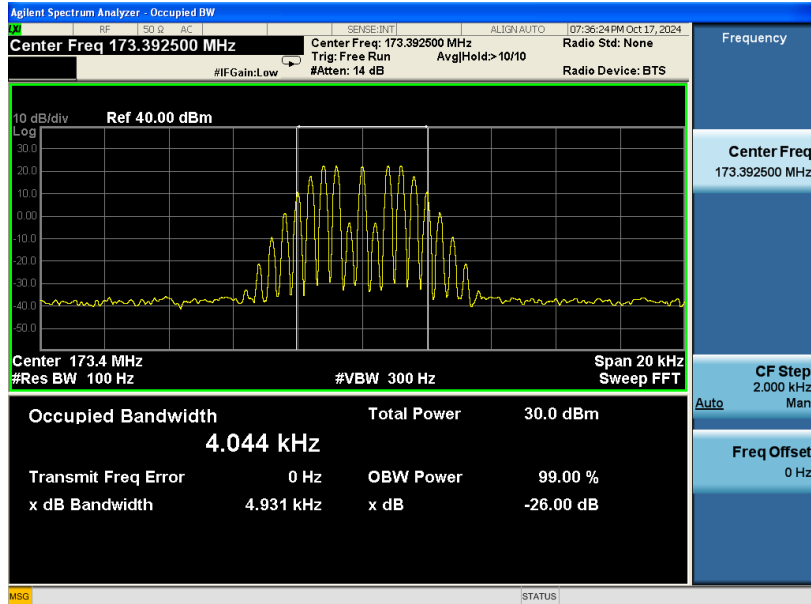 Agilent Spectrum Analyzer - Occupied BW
LXI RF 50 Ω AC SENSE:INT ALIGN AUTO 07:36:24 PM Oct 17, 2024
Center Freq 173.392500 MHz Center Freq: 173.392500 MHz Radio Std: None
Trig: Free Run Avg|Hold:> 10/10
#IFGain:Low #Atten: 14 dB Radio Device: BTS
10 dB/div Ref 40.00 dBm
Log
30.0
20.0
10.0
0.00
-10.0
-20.0
-30.0
-40.0
-50.0
Center 173.4 MHz Span 20 kHz
#Res BW 100 Hz #VBW 300 Hz Sweep FFT
Occupied Bandwidth Total Power 30.0 dBm
4.044 kHz
Transmit Freq Error 0 Hz OBW Power 99.00 %
x dB Bandwidth 4.931 kHz x dB -26.00 dB
Frequency
Center Freq
173.392500 MHz
CF Step
2.000 kHz
Auto Man
Freq Offset
0 Hz
MSG STATUS